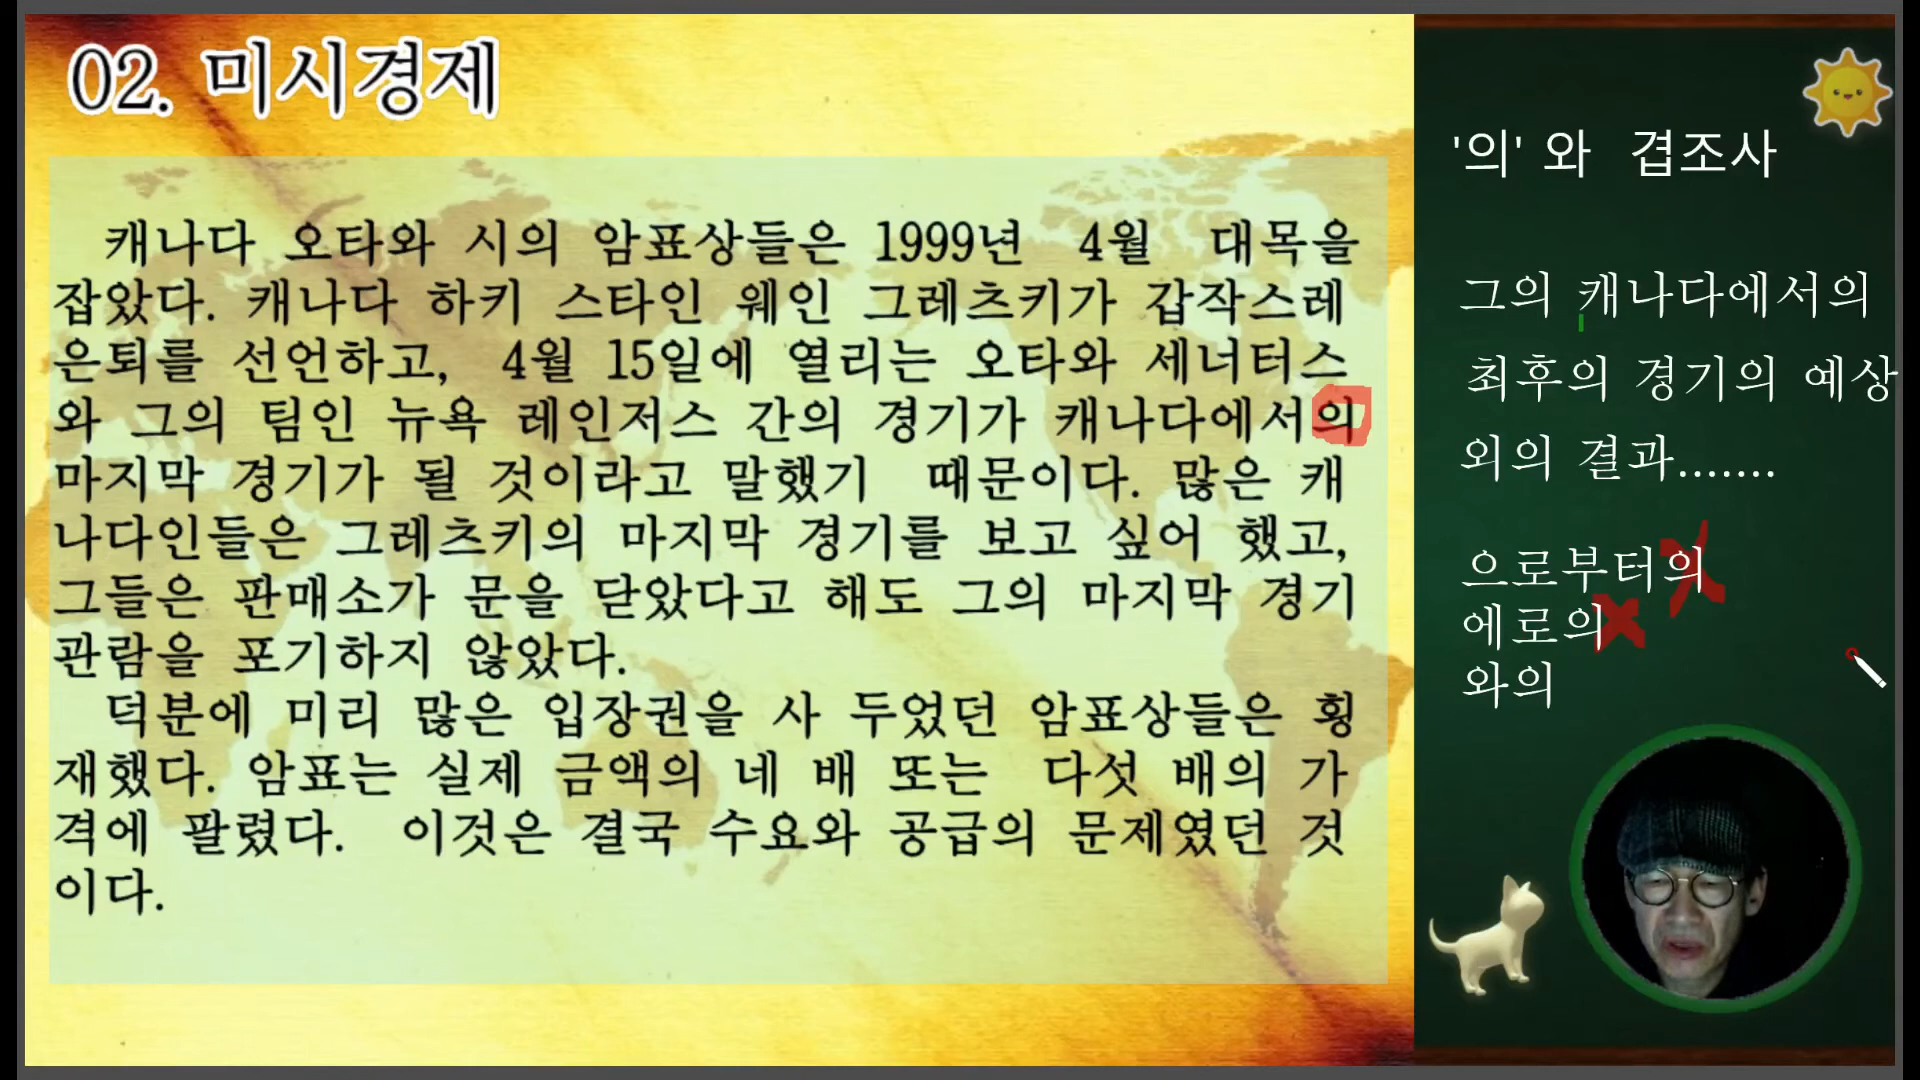 02. 미시경제
캐나다 오타와 시의 암표상들은 1999년 4월 대목을
잡았다. 캐나다 하키 스타인 웨인 그레츠키가 갑작스레
은퇴를 선언하고, 4월 15일에 열리는 오타와 세너터스
와 그의 팀인 뉴욕 레인저스 간의 경기가 캐나다에서의
마지막 경기가 될 것이라고 말했기 때문이다. 많은 캐
나다인들은 그레츠키의 마지막 경기를 보고 싶어 했고,
그들은 판매소가 문을 닫았다고 해도 그의 마지막 경기
관람을 포기하지 않았다.
덕분에 미리 많은 입장권을 사 두었던 암표상들은 횡
재했다. 암표는 실제 금액의 네 배 또는 다섯 배의 가
격에 팔렸다. 이것은 결국 수요와 공급의 문제였던 것
이다.
'의' 와 겹조사
그의 캐나다에서의
최후의 경기의 예상
외의 결과.......
으로부터의
에로의
와의